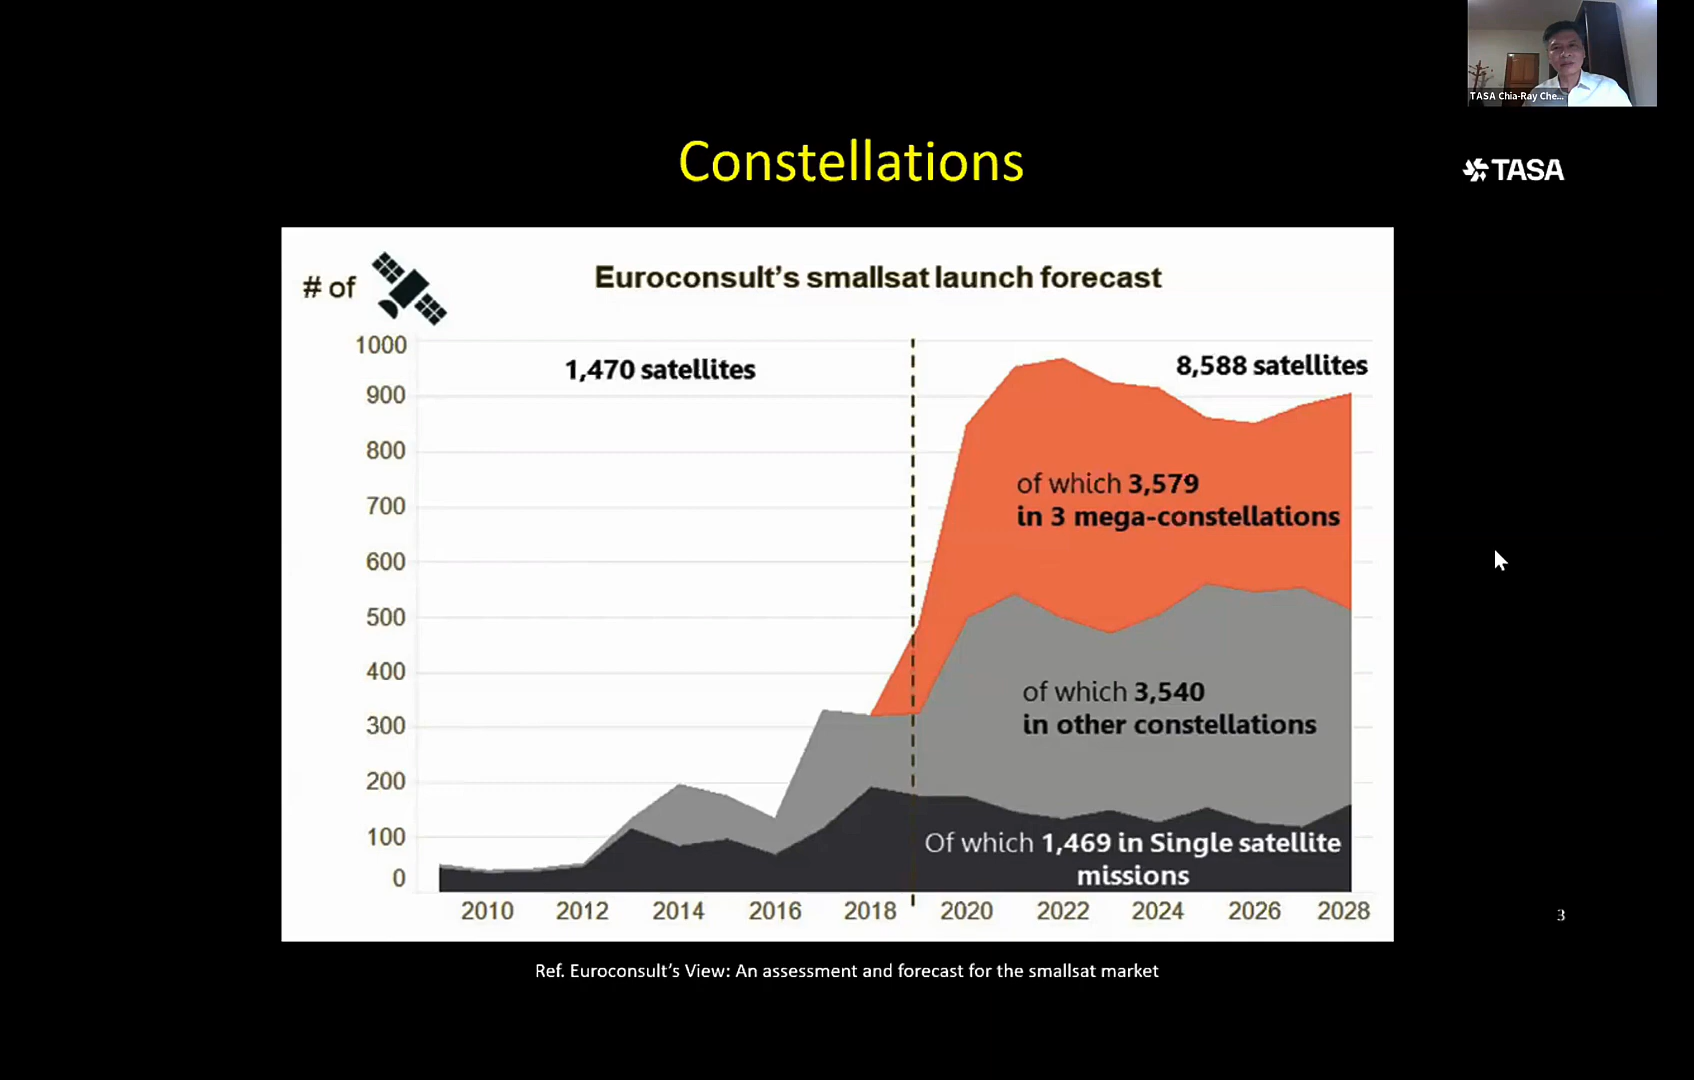 TASA Chia-Ray Che...
Constellations
TASA
# of
Euroconsult's smallsat launch forecast
1000
900
800
700
600
500
400
300
200
100
0
1,470 satellites
8,588 satellites
of which 3,579
in 3 mega-constellations
of which 3,540
in other constellations
Of which 1,469 in Single satellite
missions
2010 2012 2014 2016 2018 2020 2022 2024 2026 2028
3
Ref. Euroconsult's View: An assessment and forecast for the smallsat market